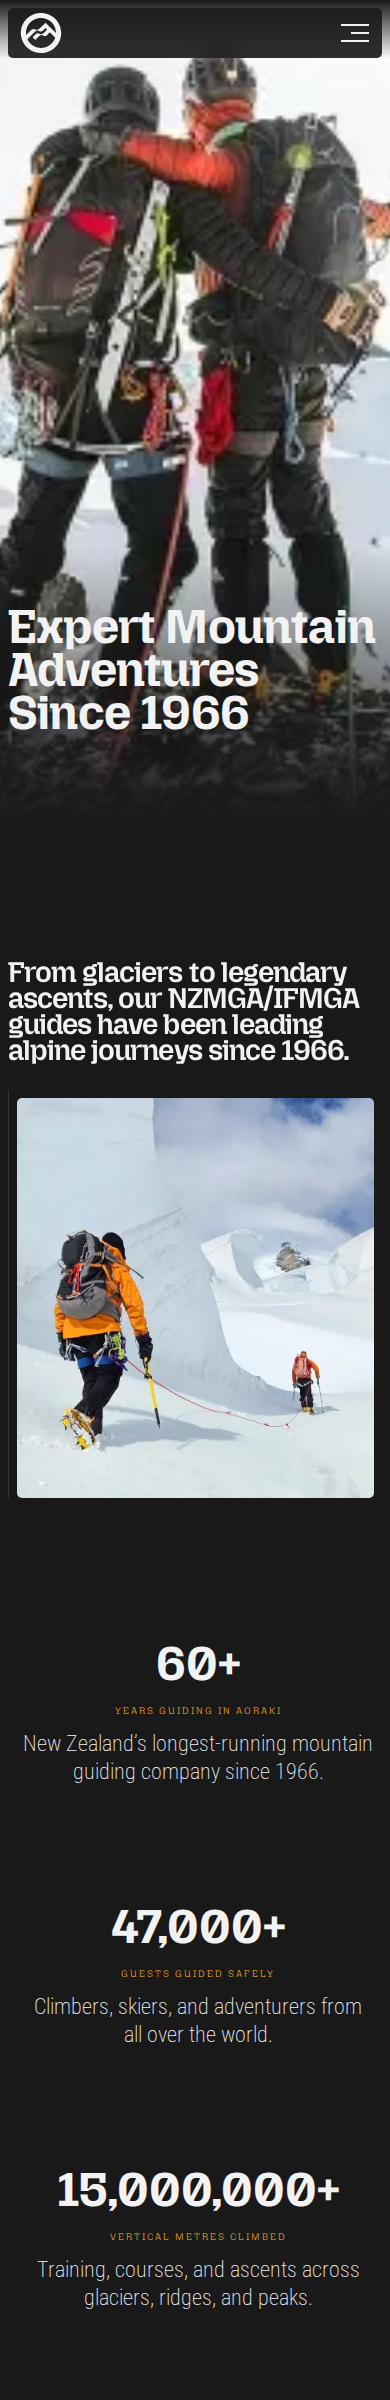 Expert Mountain
Adventures
Since 1966
From glaciers to legendary
ascents, our NZMGA/IFMGA
guides have been leading
alpine journeys since 1966.
60+
YEARS GUIDING IN AORAKI
New Zealand's longest-running mountain
guiding company since 1966.
47,000+
GUESTS GUIDED SAFELY
Climbers, skiers, and adventurers from
all over the world.
15,000,000+
VERTICAL METRES CLIMBED
Training, courses, and ascents across
glaciers, ridges, and peaks.